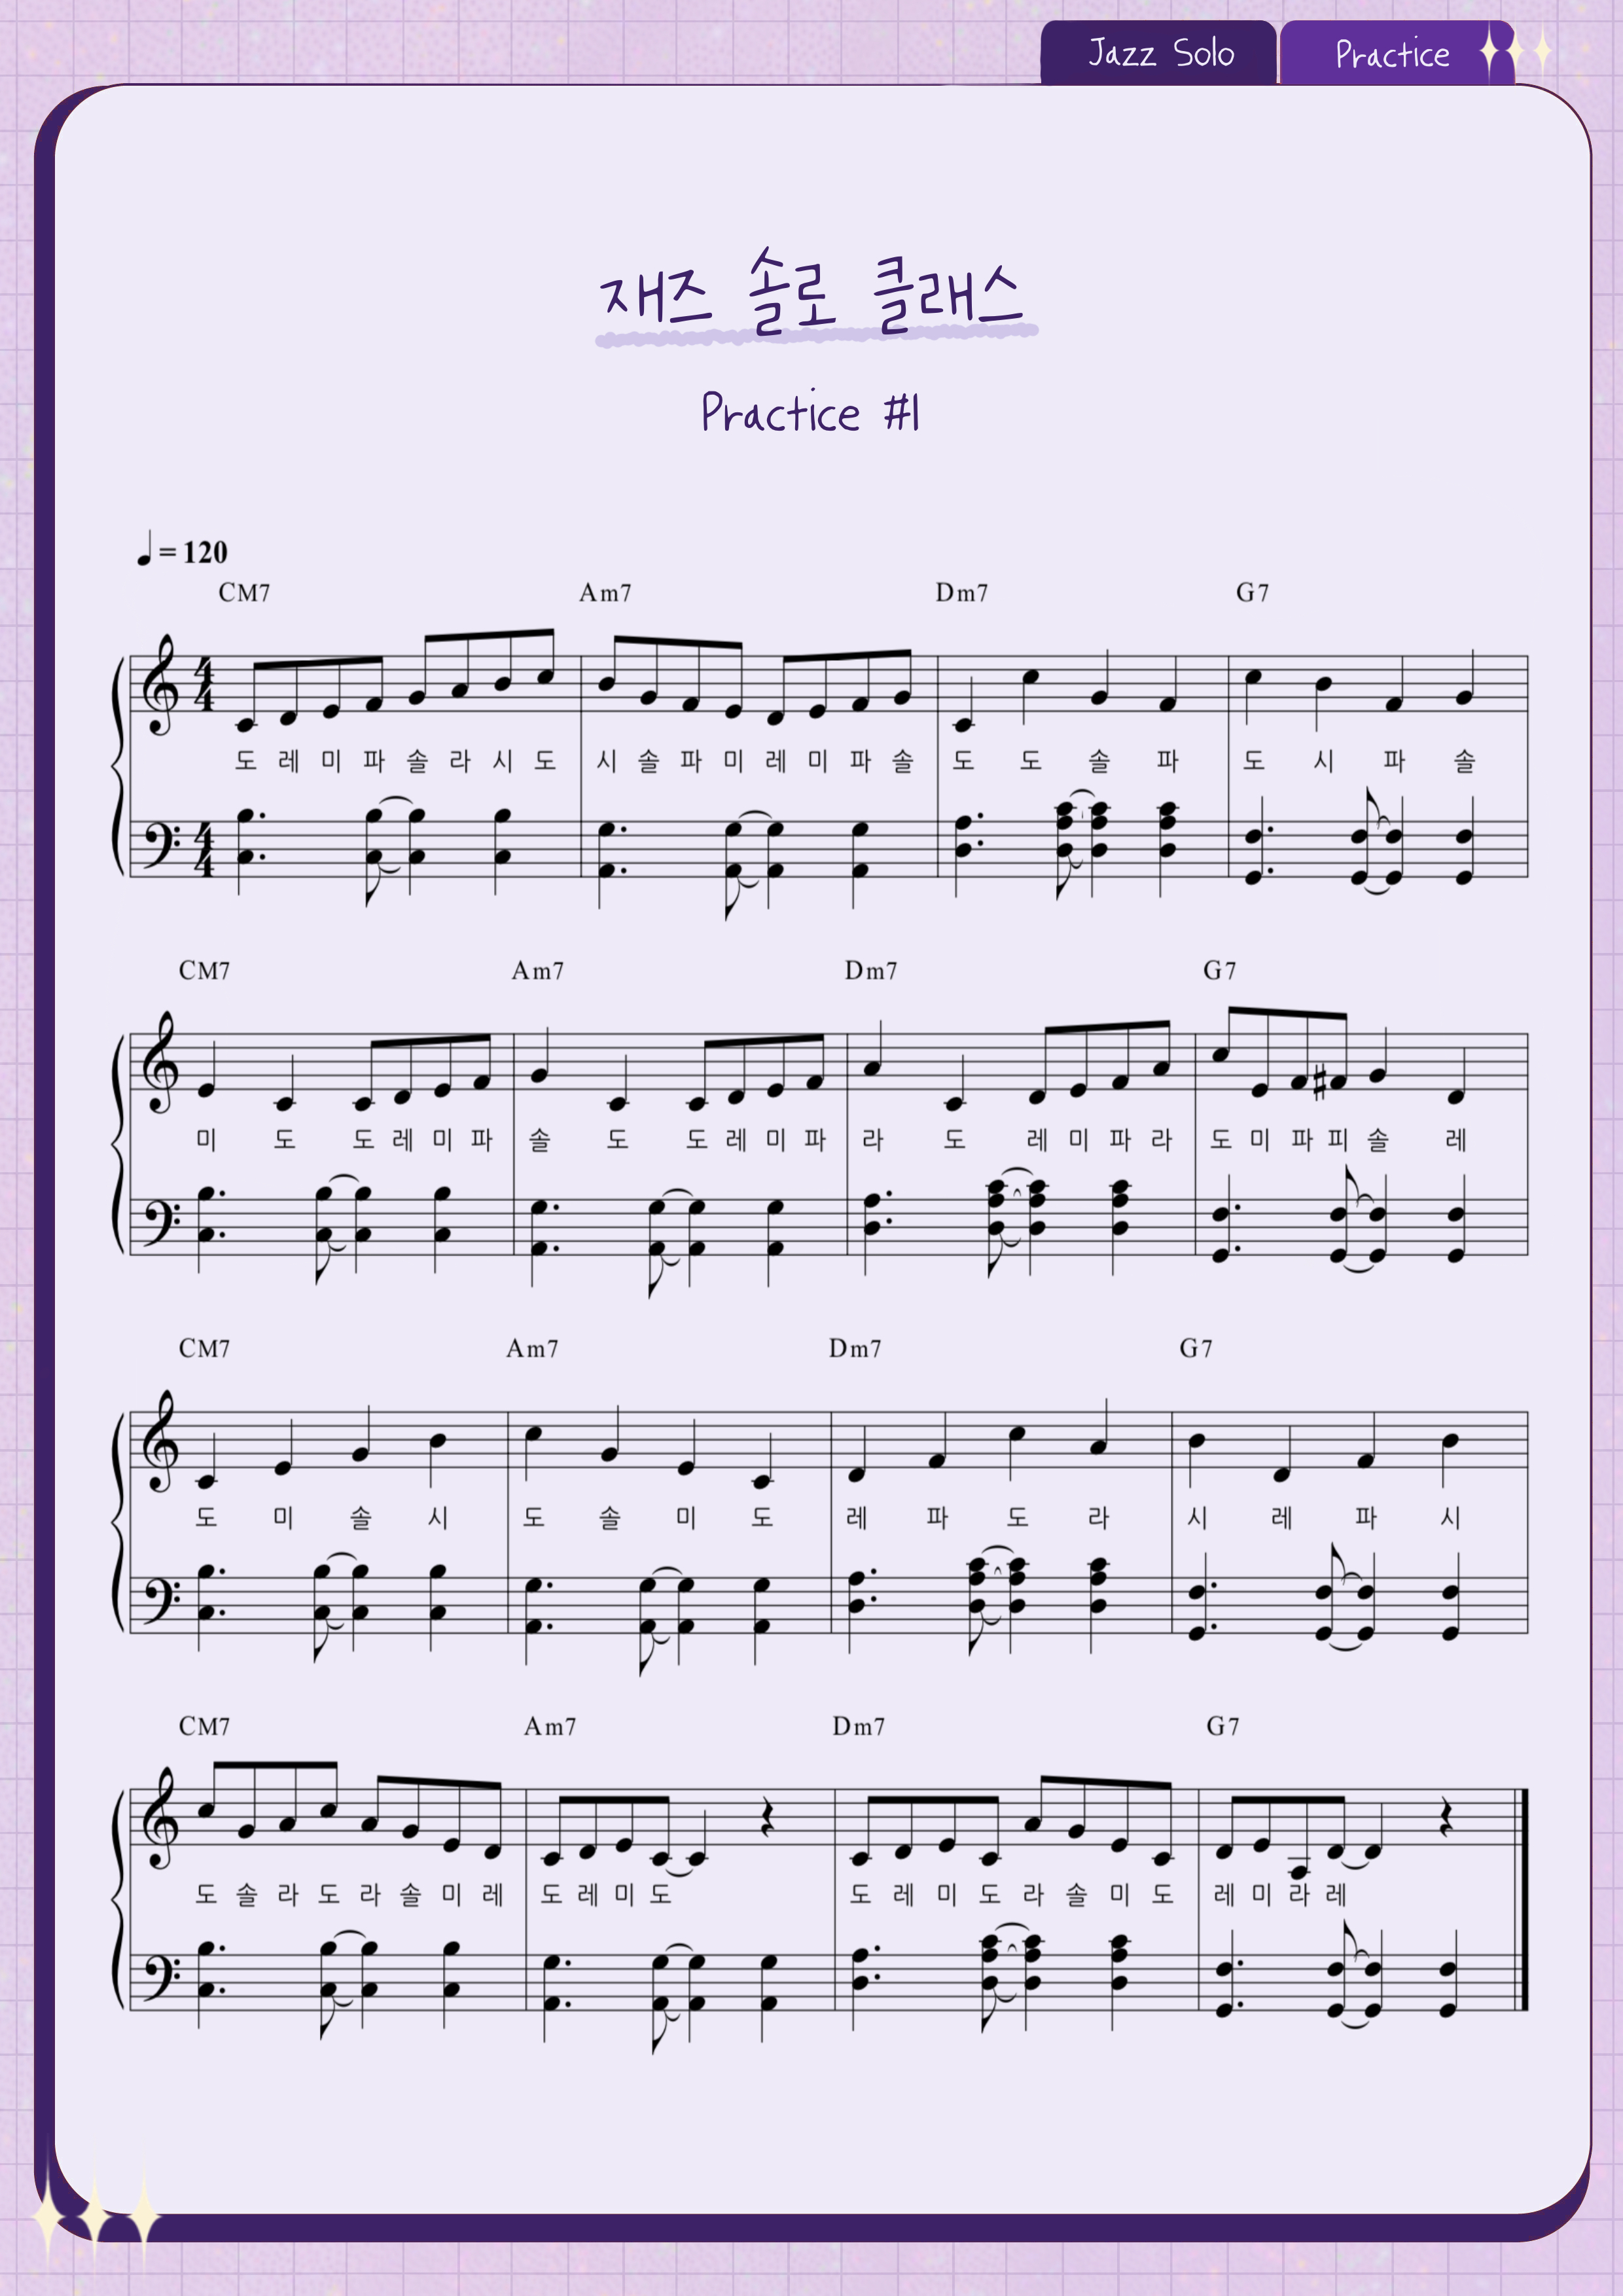 Jazz Solo Practice
재즈 솔로 클래스
Practice #1
= 120
CM7 Am7 Dm7 G7
4 4
도 레 미 파 솔 라 시 도 시 솔 파 미 레 미 파 솔 도 도 솔 파 도 시 파 솔
4 4
CM7 Am7 Dm7 G7
미 도 도 레 미 파 솔 도 도 레 미 파 라 도 레 미 파 라 도 미 파 피 솔 레
CM7 Am7 Dm7 G7
도 미 솔 시 도 솔 미 도 레 파 도 라 시 레 파 시
CM7 Am7 Dm7 G7
도 솔 라 도 라 솔 미 레 도 레 미 도 도 레 미 도 라 솔 미 도 레 미 라 레